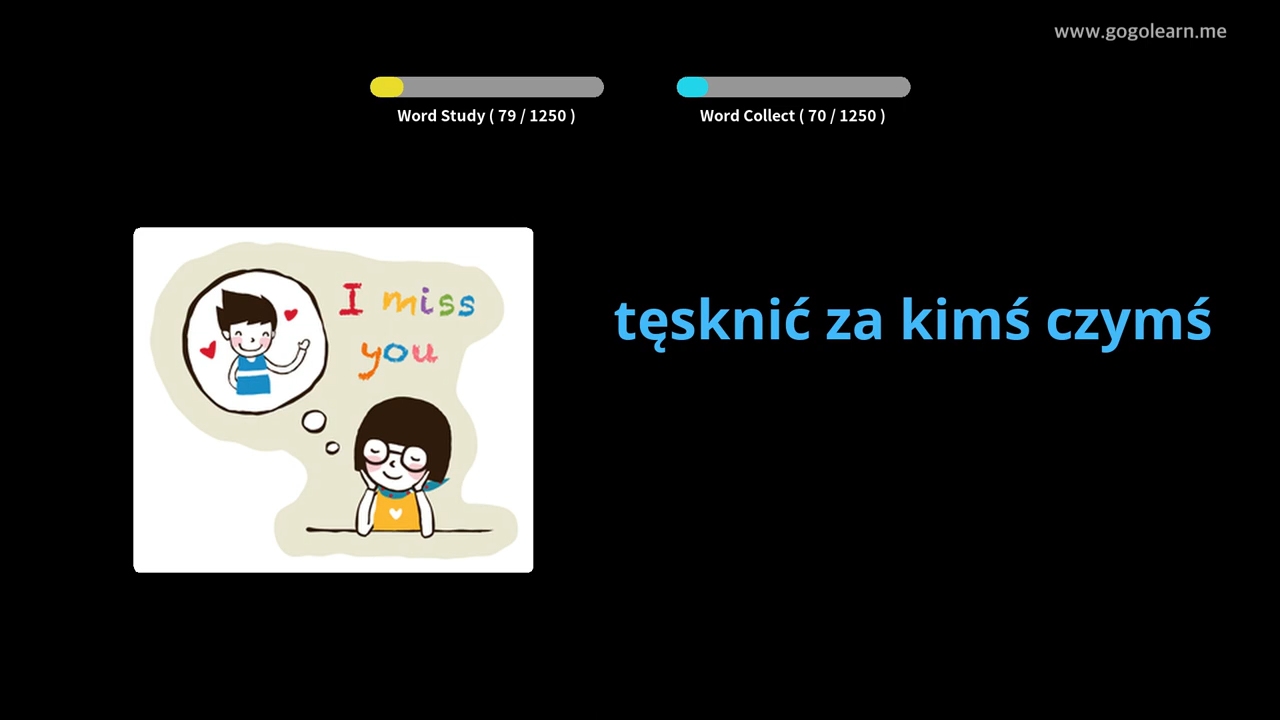 www.gogolearn.me
Word Study ( 79 / 1250 )
Word Collect ( 70 / 1250 )
I miss
you
tęsknić za kimś czymś